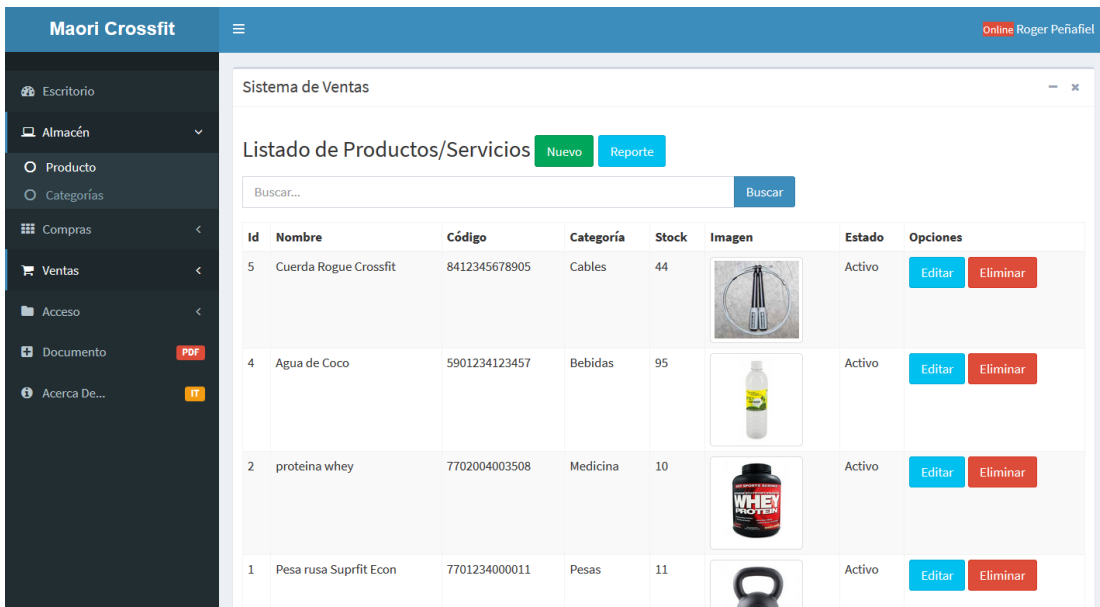 Maori Crossfit
Online Roger Peñafiel
Escritorio
Almacén
Producto
Categorías
Compras
Ventas
Acceso
Documento PDF
Acerca De... IT
Sistema de Ventas
Listado de Productos/Servicios Nuevo Reporte
Buscar... Buscar
Id Nombre Código Categoría Stock Imagen Estado Opciones
5 Cuerda Rogue Crossfit 8412345678905 Cables 44 Activo Editar Eliminar
4 Agua de Coco 5901234123457 Bebidas 95 Activo Editar Eliminar
2 proteina whey 7702004003508 Medicina 10 Activo Editar Eliminar
WHEY
PROTEIN
1 Pesa rusa Suprfit Econ 7701234000011 Pesas 11 Activo Editar Eliminar